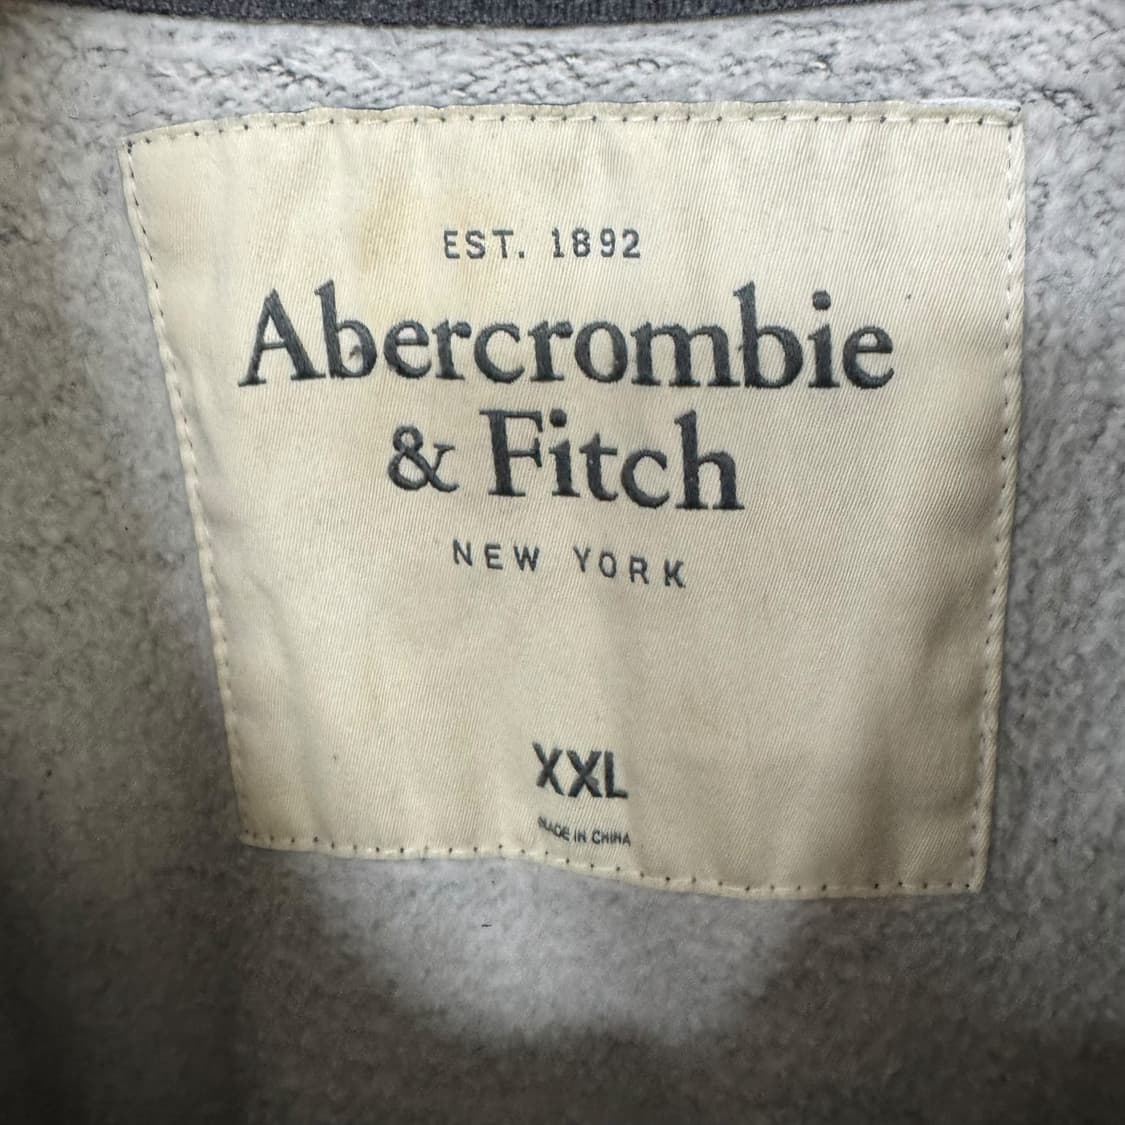 EST. 1892
Abercrombie
& Fitch
NEW YORK
XXL
MADE IN CHINA